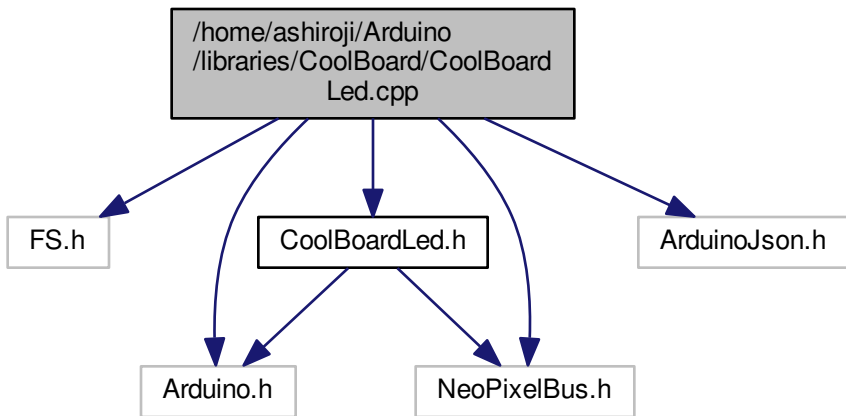 /home/ashiroji/Arduino
/libraries/CoolBoard/CoolBoard
Led.cpp
FS.h
CoolBoardLed.h
ArduinoJson.h
Arduino.h
NeoPixelBus.h